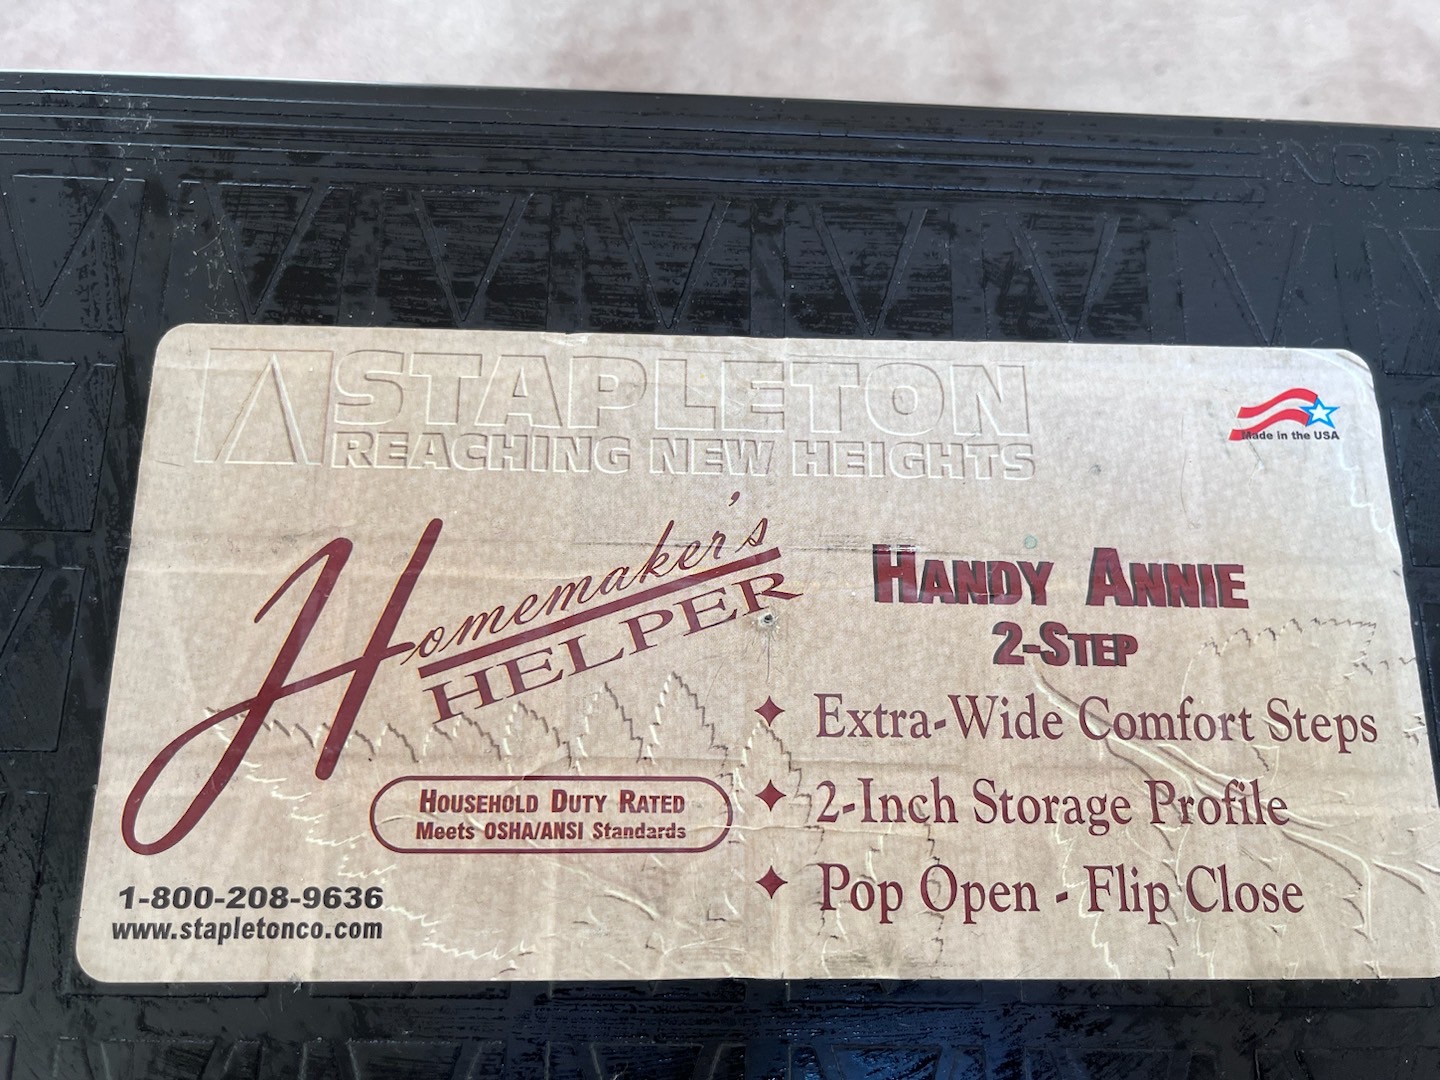 TON
STAPLETON
REACHING NEW HEIGHTS
Made in the USA
Homemaker's
HELPER
HANDY ANNIE
2-STEP
✦ Extra-Wide Comfort Steps
✦ 2-Inch Storage Profile
✦ Pop Open - Flip Close
HOUSEHOLD DUTY RATED
Meets OSHA/ANSI Standards
1-800-208-9636
www.stapletonco.com